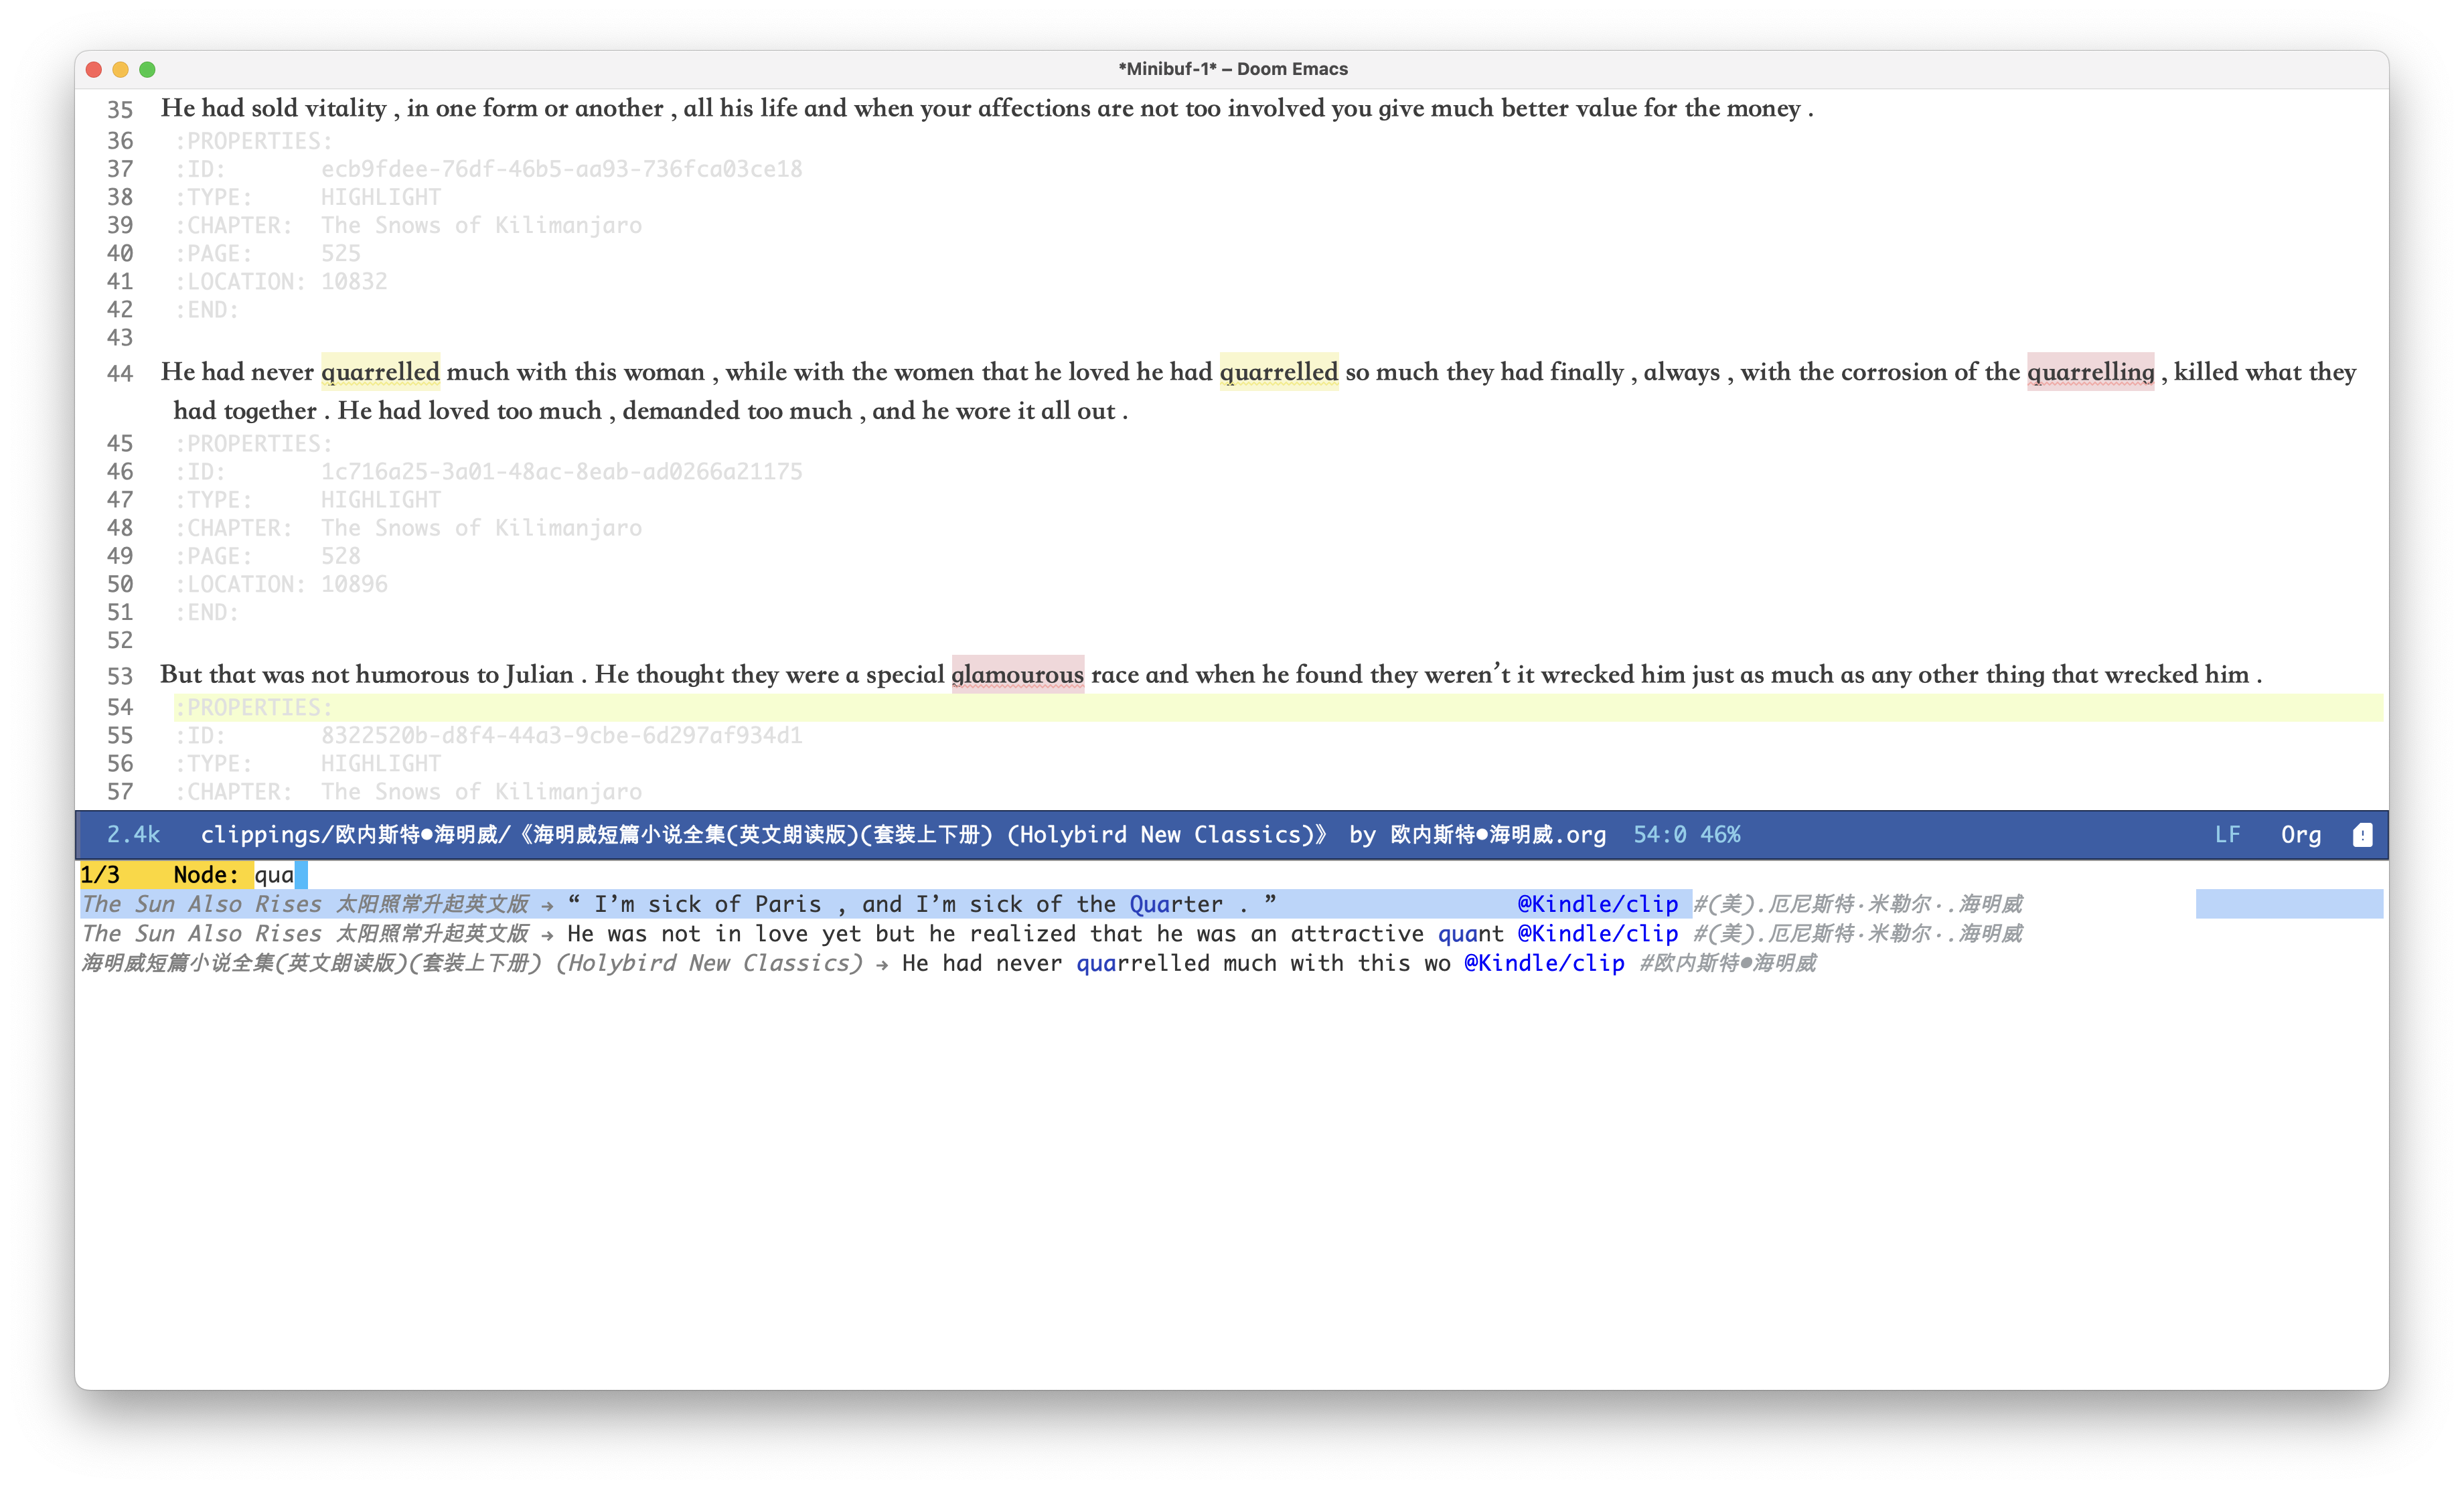 *Minibuf-1* – Doom Emacs
35 He had sold vitality , in one form or another , all his life and when your affections are not too involved you give much better value for the money .
36 :PROPERTIES:
37 :ID: ecb9fdee-76df-46b5-aa93-736fca03ce18
38 :TYPE: HIGHLIGHT
39 :CHAPTER: The Snows of Kilimanjaro
40 :PAGE: 525
41 :LOCATION: 10832
42 :END:
43
44 He had never quarrelled much with this woman , while with the women that he loved he had quarrelled so much they had finally , always , with the corrosion of the quarrelling , killed what they
had together . He had loved too much , demanded too much , and he wore it all out .
45 :PROPERTIES:
46 :ID: 1c716a25-3a01-48ac-8eab-ad0266a21175
47 :TYPE: HIGHLIGHT
48 :CHAPTER: The Snows of Kilimanjaro
49 :PAGE: 528
50 :LOCATION: 10896
51 :END:
52
53 But that was not humorous to Julian . He thought they were a special glamourous race and when he found they weren’t it wrecked him just as much as any other thing that wrecked him .
54 :PROPERTIES:
55 :ID: 8322520b-d8f4-44a3-9cbe-6d297af934d1
56 :TYPE: HIGHLIGHT
57 :CHAPTER: The Snows of Kilimanjaro
2.4k clippings/欧内斯特●海明威/《海明威短篇小说全集(英文朗读版)(套装上下册) (Holybird New Classics)》 by 欧内斯特●海明威.org 54:0 46% LF Org !
1/3 Node: qua
The Sun Also Rises 太阳照常升起英文版 → “ I’m sick of Paris , and I’m sick of the Quarter . ” @Kindle/clip #(美).厄尼斯特·米勒尔·.海明威
The Sun Also Rises 太阳照常升起英文版 → He was not in love yet but he realized that he was an attractive quant @Kindle/clip #(美).厄尼斯特·米勒尔·.海明威
海明威短篇小说全集(英文朗读版)(套装上下册) (Holybird New Classics) → He had never quarrelled much with this wo @Kindle/clip #欧内斯特●海明威